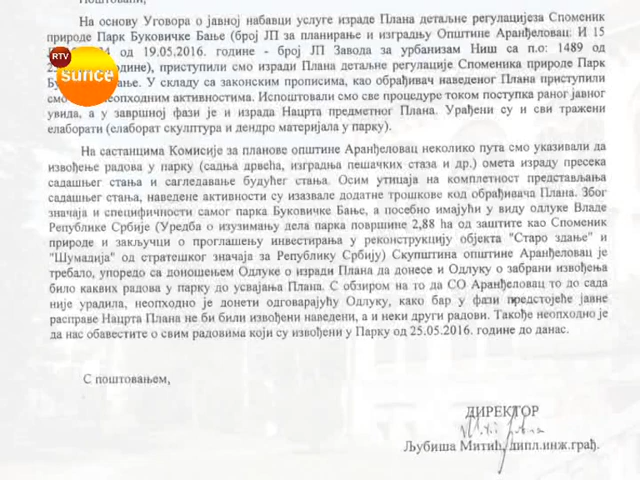 Поштовани,
На основу Уговора о јавној набавци услуге израде Плана детаљне регулацијеза Споменик
природе Парк Буковичке Бање (број ЈП за планирање и изградњу Општине Аранђеловац: И 15
од 19.05.2016. године - број ЈП Завода за урбанизам Ниш са п.о: 1489 од
приступили смо изради Плана детаљне регулације Споменика природе Парк
У складу са законским прописима, као обрађивач наведеног Плана приступили
смо неопходним активностима. Испоштовали смо све процедуре током поступка раног јавног
увида, а у завршној фази је и израда Нацрта предметног Плана. Урађени су и сви тражени
елаборати (елаборат скулптура и дендро материјала у парку).
На састанцима Комисије за планове општине Аранђеловац неколико пута смо указивали да
извођење радова у парку (садња дрвећа, изградња пешачких стаза и др.) омета израду пресека
садашњег стања и сагледавање будућег стања. Осим утицаја на комплетност представљања
садашњег стања, наведене активности су изазвале додатне трошкове код обрађивача Плана. Због
значаја и специфичности самог парка Буковичке Бање, а посебно имајући у виду одлуке Владе
Републике Србије (Уредба о изузимању дела парка површине 2,88 ha од заштите као Споменик
природе и закључци о проглашењу инвестирања у реконструкцију објекта "Старо здање" и
"Шумадија" од стратешког значаја за Републику Србију) Скупштина општине Аранђеловац је
требало, упоредо са доношењем Одлуке о изради Плана да донесе и Одлуку о забрани извођења
било каквих радова у парку до усвајања Плана. С обзиром на то да СО Аранђеловац то до сада
није урадила, неопходно је донети одговарајућу Одлуку, како бар у фази предстојеће јавне
расправе Нацрта Плана не би били извођени наведени, а и неки други радови. Такође неопходно је
да нас обавестите о свим радовима који су извођени у Парку од 25.05.2016. године до данас.
С поштовањем,
ДИРЕКТОР
Љубиша Митић, дипл.инж.грађ.
RTV
sunce